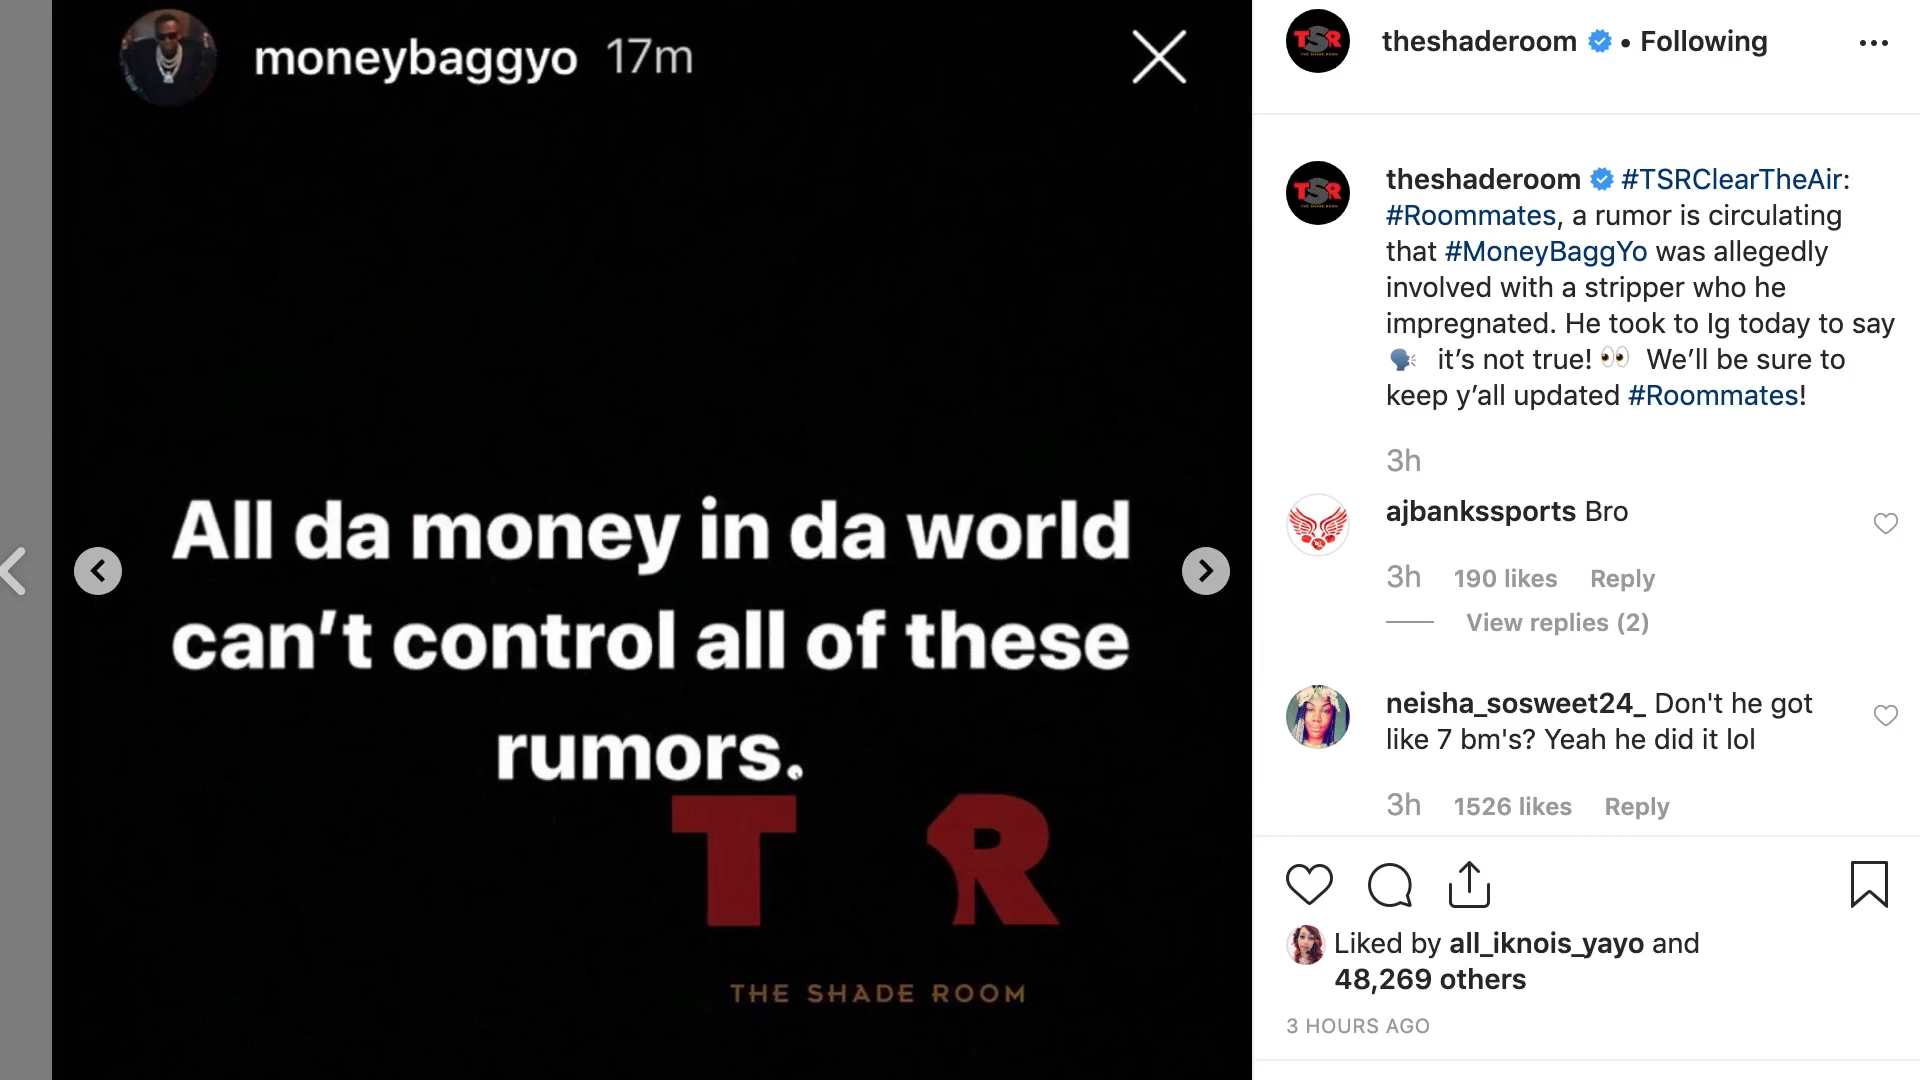 moneybaggyo 17m
All da money in da world
can't control all of these
rumors.
T R
THE SHADE ROOM
TSR
theshaderoom • Following
TSR
theshaderoom #TSRClearTheAir:
#Roommates, a rumor is circulating
that #MoneyBaggYo was allegedly
involved with a stripper who he
impregnated. He took to Ig today to say
🗣 it's not true! 👀 We'll be sure to
keep y'all updated #Roommates!
3h
ajbankssports Bro
3h 190 likes Reply
View replies (2)
neisha_sosweet24_ Don't he got
like 7 bm's? Yeah he did it lol
3h 1526 likes Reply
Liked by all_iknois_yayo and
48,269 others
3 HOURS AGO